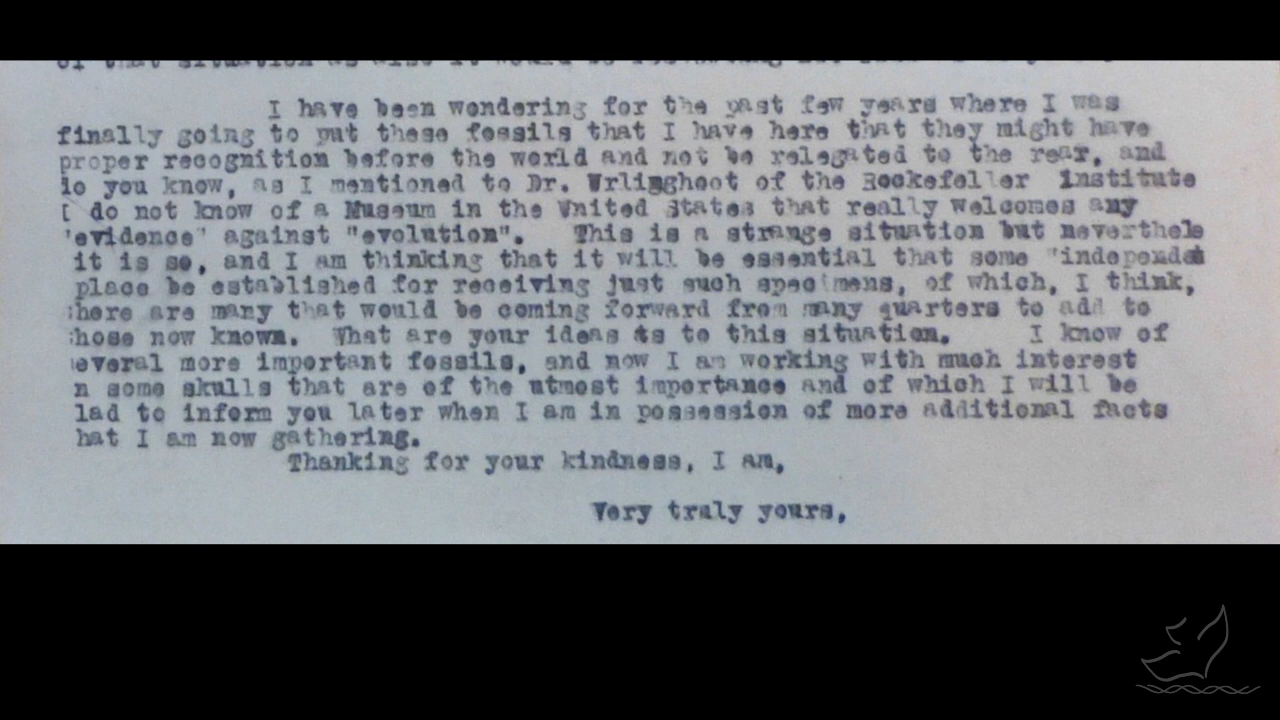 I have been wondering for the past few years where I was
finally going to put these fossils that I have here that they might have
proper recognition before the world and not be relegated to the rear, and
do you know, as I mentioned to Dr. Urlinghoot of the Rockefeller Institute
I do not know of a Museum in the United States that really welcomes any
'evidence' against "evolution". This is a strange situation but neverthele
it is so, and I am thinking that it will be essential that some "independet
place be established for receiving just such specimens, of which, I think,
here are many that would be coming forward from many quarters to add to
hose now known. What are your ideas as to this situation. I know of
everal more important fossils, and now I am working with much interest
n some skulls that are of the utmost importance and of which I will be
lad to inform you later when I am in possession of more additional facts
hat I am now gathering.
Thanking for your kindness, I am,
Very truly yours,